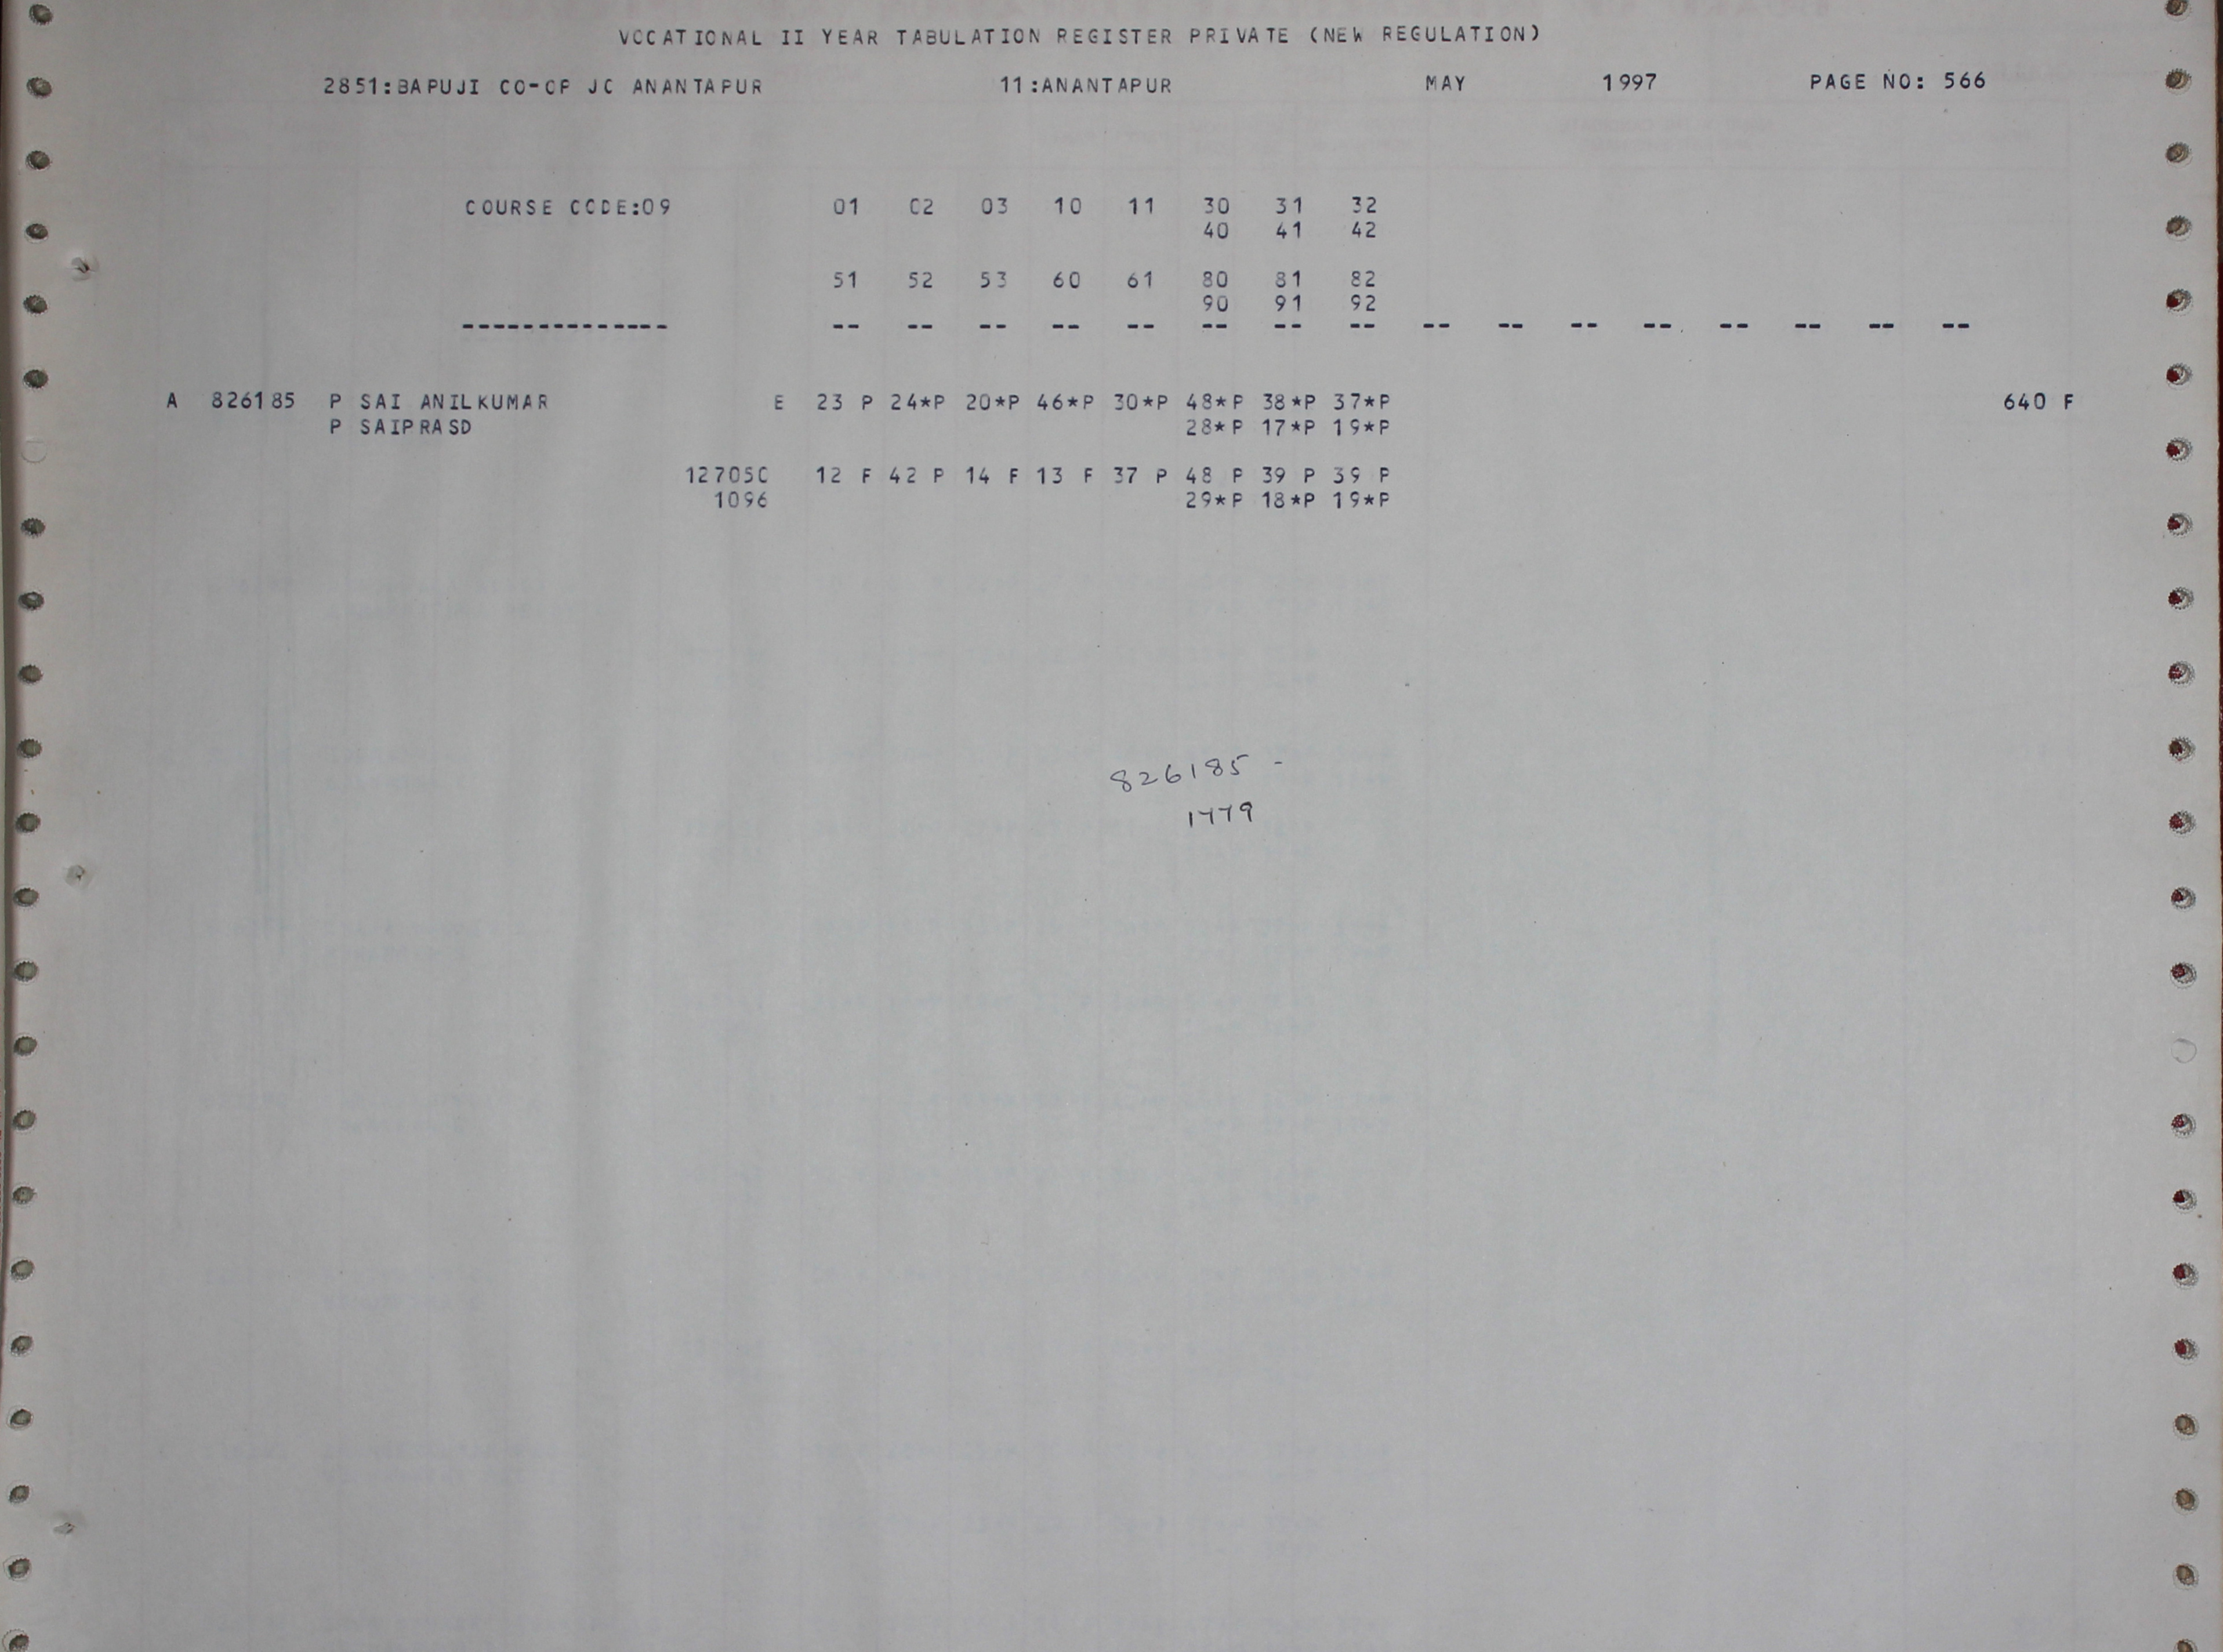 VOCATIONAL II YEAR TABULATION REGISTER PRIVATE (NEW REGULATION)
2851:BAPUJI CO-OP JC ANANTAPUR 11:ANANTAPUR MAY 1997 PAGE NO: 566
COURSE CODE:09 01 02 03 10 11 30 31 32
40 41 42
51 52 53 60 61 80 81 82
90 91 92
-------------- -- -- -- -- -- -- -- -- -- -- -- -- -- -- -- --
A 826185 P SAI ANILKUMAR E 23 P 24*P 20*P 46*P 30*P 48*P 38*P 37*P 640 F
P SAIPRASD 28*P 17*P 19*P
127050 12 F 42 P 14 F 13 F 37 P 48 P 39 P 39 P
1096 29*P 18*P 19*P
826185 -
1779